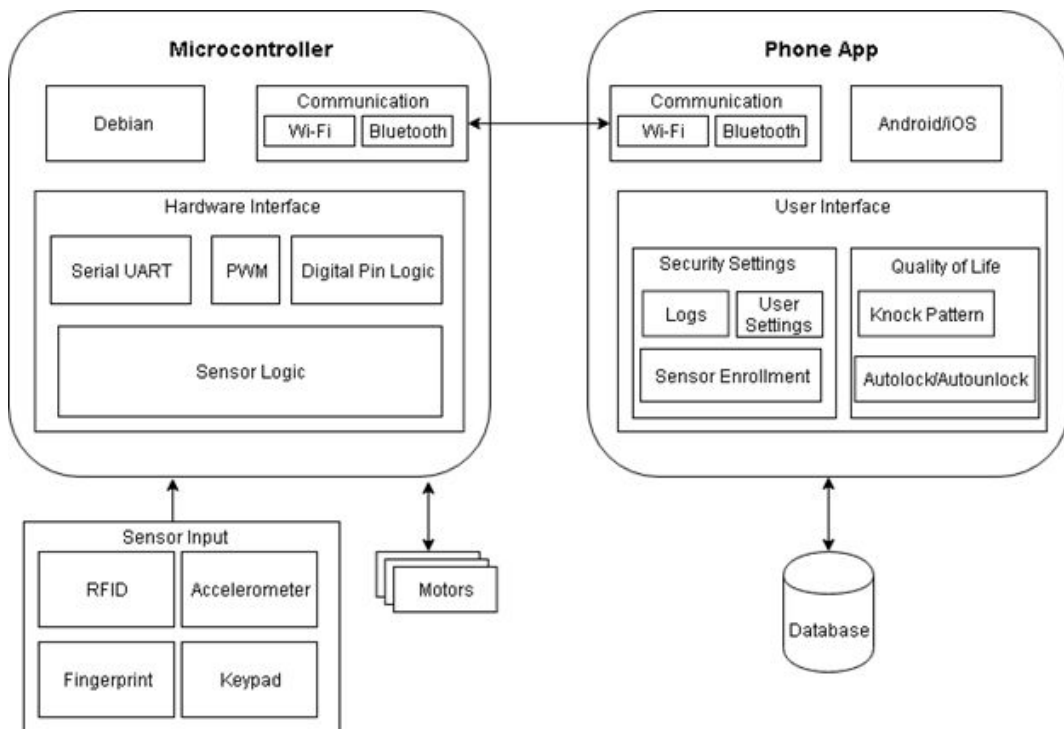 Microcontroller
Debian
Communication
Wi-Fi
Bluetooth
Hardware Interface
Serial UART
PWM
Digital Pin Logic
Sensor Logic
Phone App
Communication
Wi-Fi
Bluetooth
Android/iOS
User Interface
Security Settings
Logs
User
Settings
Sensor Enrollment
Quality of Life
Knock Pattern
Autolock/Autounlock
Sensor Input
RFID
Accelerometer
Fingerprint
Keypad
Motors
Database